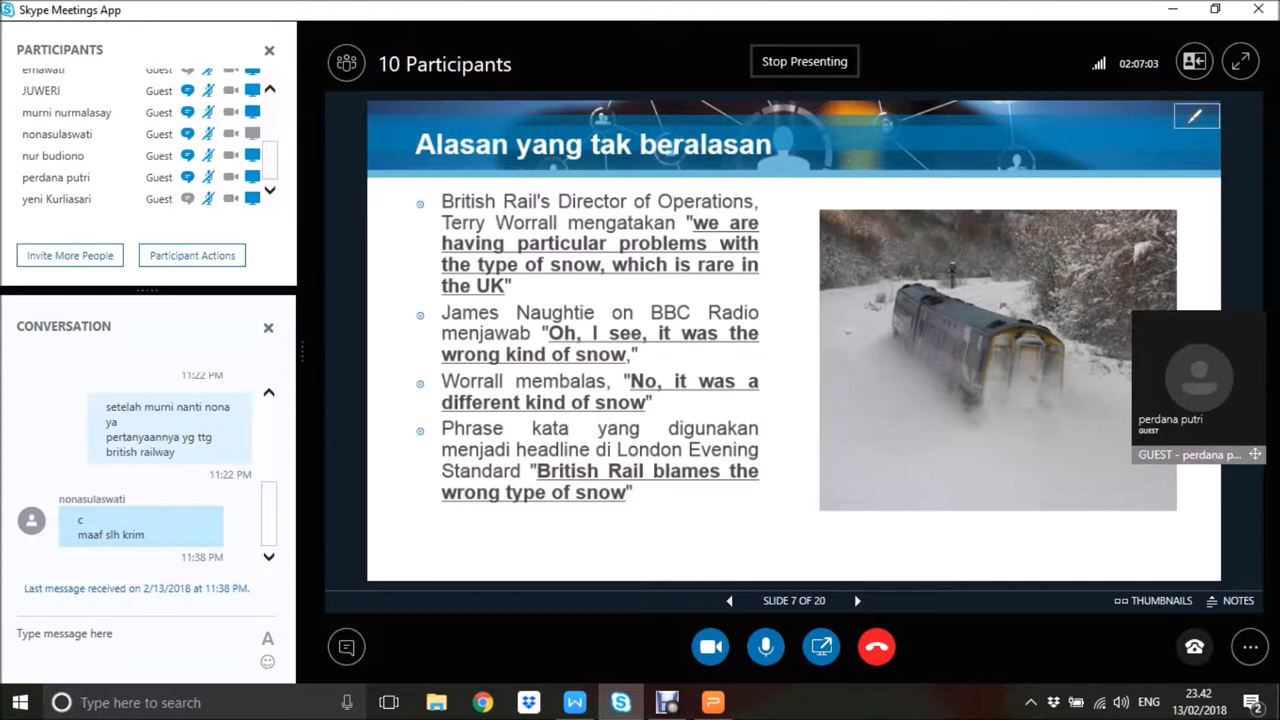 Skype Meetings App
PARTICIPANTS
ernawati Guest
JUWERI Guest
murni nurmalasay Guest
nonasulaswati Guest
nur budiono Guest
perdana putri Guest
yeni Kurliasari Guest
Invite More People
Participant Actions
CONVERSATION
11:22 PM
setelah murni nanti nona
ya
pertanyaannya yg ttg
british railway
11:22 PM
nonasulaswati
c
maaf slh krim
11:38 PM
Last message received on 2/13/2018 at 11:38 PM.
Type message here
A
10 Participants
Stop Presenting
02:07:03
Alasan yang tak beralasan
British Rail's Director of Operations,
Terry Worrall mengatakan "we are
having particular problems with
the type of snow, which is rare in
the UK"
James Naughtie on BBC Radio
menjawab "Oh, I see, it was the
wrong kind of snow,"
Worrall membalas, "No, it was a
different kind of snow"
Phrase kata yang digunakan
menjadi headline di London Evening
Standard "British Rail blames the
wrong type of snow"
perdana putri
GUEST
GUEST - perdana p...
SLIDE 7 OF 20
THUMBNAILS
NOTES
Type here to search
ENG
23.42
13/02/2018
2